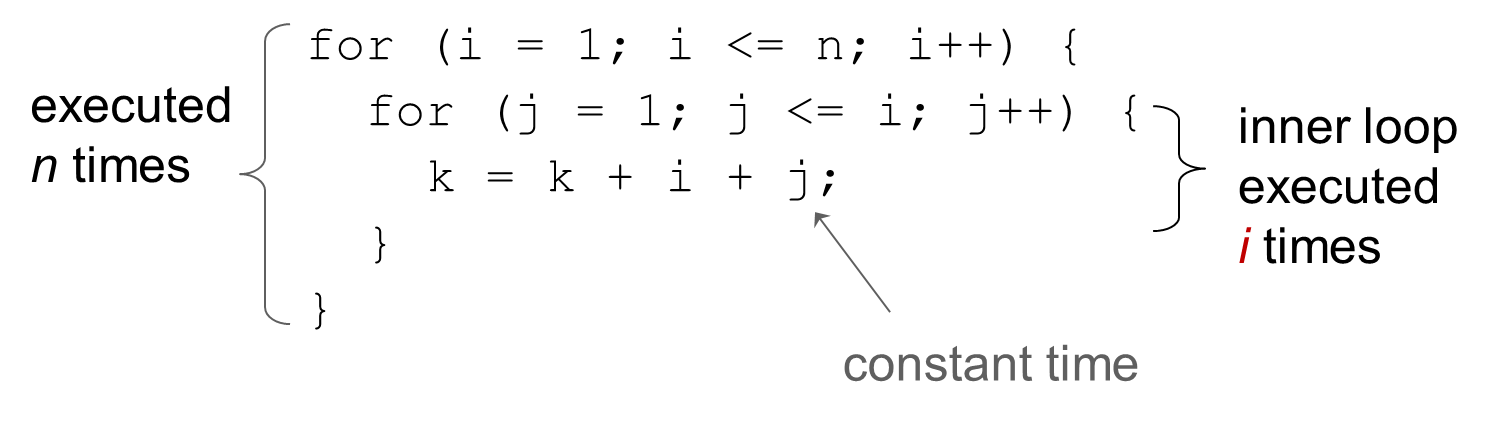 for (i = 1; i <= n; i++) {
for (j = 1; j <= i; j++) {
k = k + i + j;
}
}
executed
n times
inner loop
executed
i times
constant time